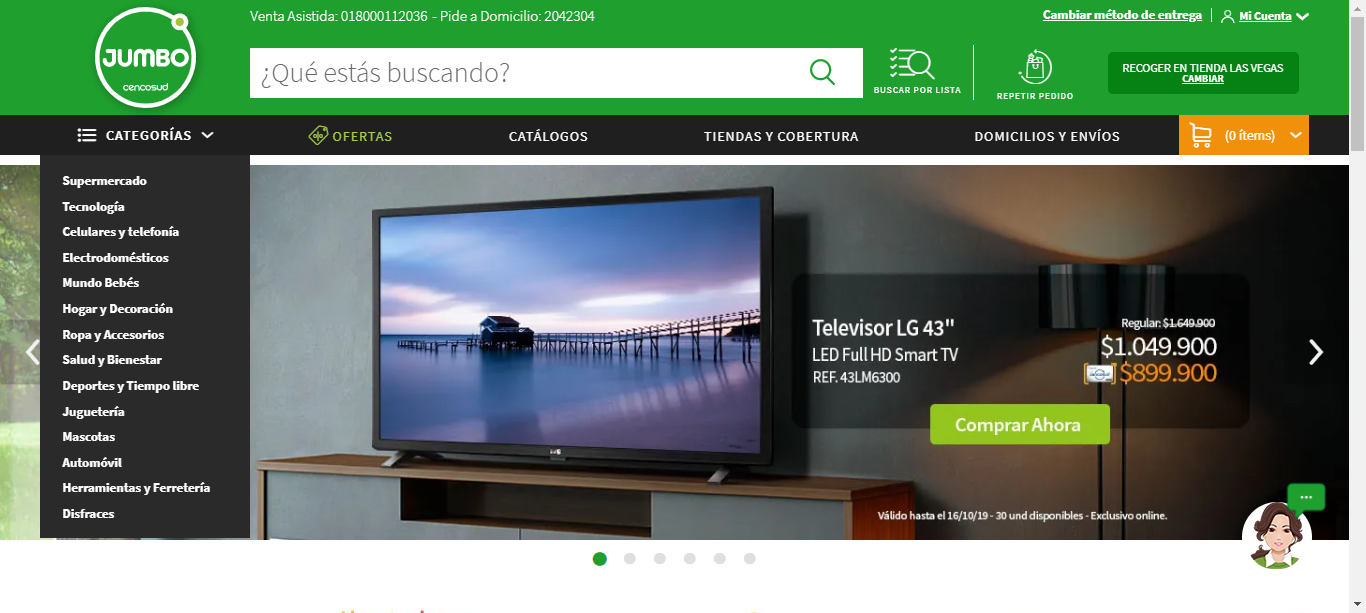 Venta Asistida: 018000112036 - Pide a Domicilio: 2042304
Cambiar método de entrega
Mi Cuenta
JUMBO
cencosud
¿Qué estás buscando?
BUSCAR POR LISTA
REPETIR PEDIDO
RECOGER EN TIENDA LAS VEGAS
CAMBIAR
CATEGORÍAS
OFERTAS
CATÁLOGOS
TIENDAS Y COBERTURA
DOMICILIOS Y ENVÍOS
(0 ítems)
Supermercado
Tecnología
Celulares y telefonía
Electrodomésticos
Mundo Bebés
Hogar y Decoración
Ropa y Accesorios
Salud y Bienestar
Deportes y Tiempo libre
Juguetería
Mascotas
Automóvil
Herramientas y Ferretería
Disfraces
Televisor LG 43"
LED Full HD Smart TV
REF. 43LM6300
Regular: $1.649.900
$1.049.900
$899.900
Comprar Ahora
Válido hasta el 16/10/19 - 30 und disponibles - Exclusivo online.